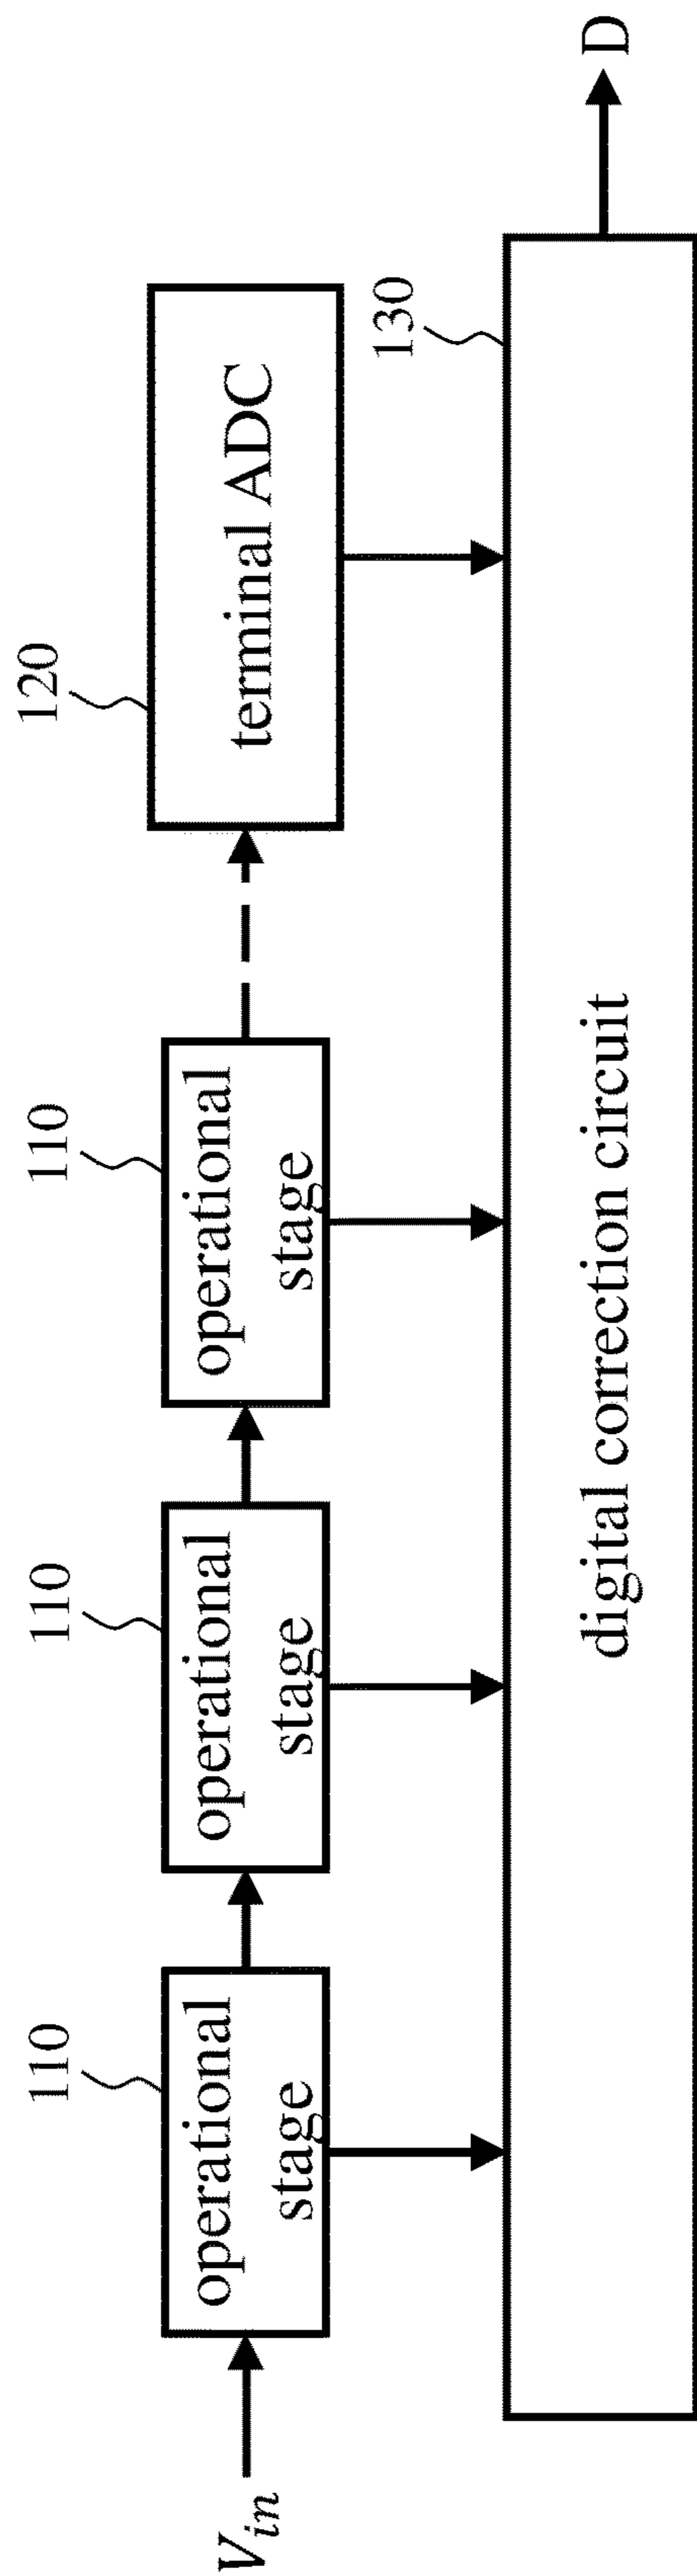 110
110
110
120
V_in
operational
stage
operational
stage
operational
stage
terminal ADC
130
digital correction circuit
D